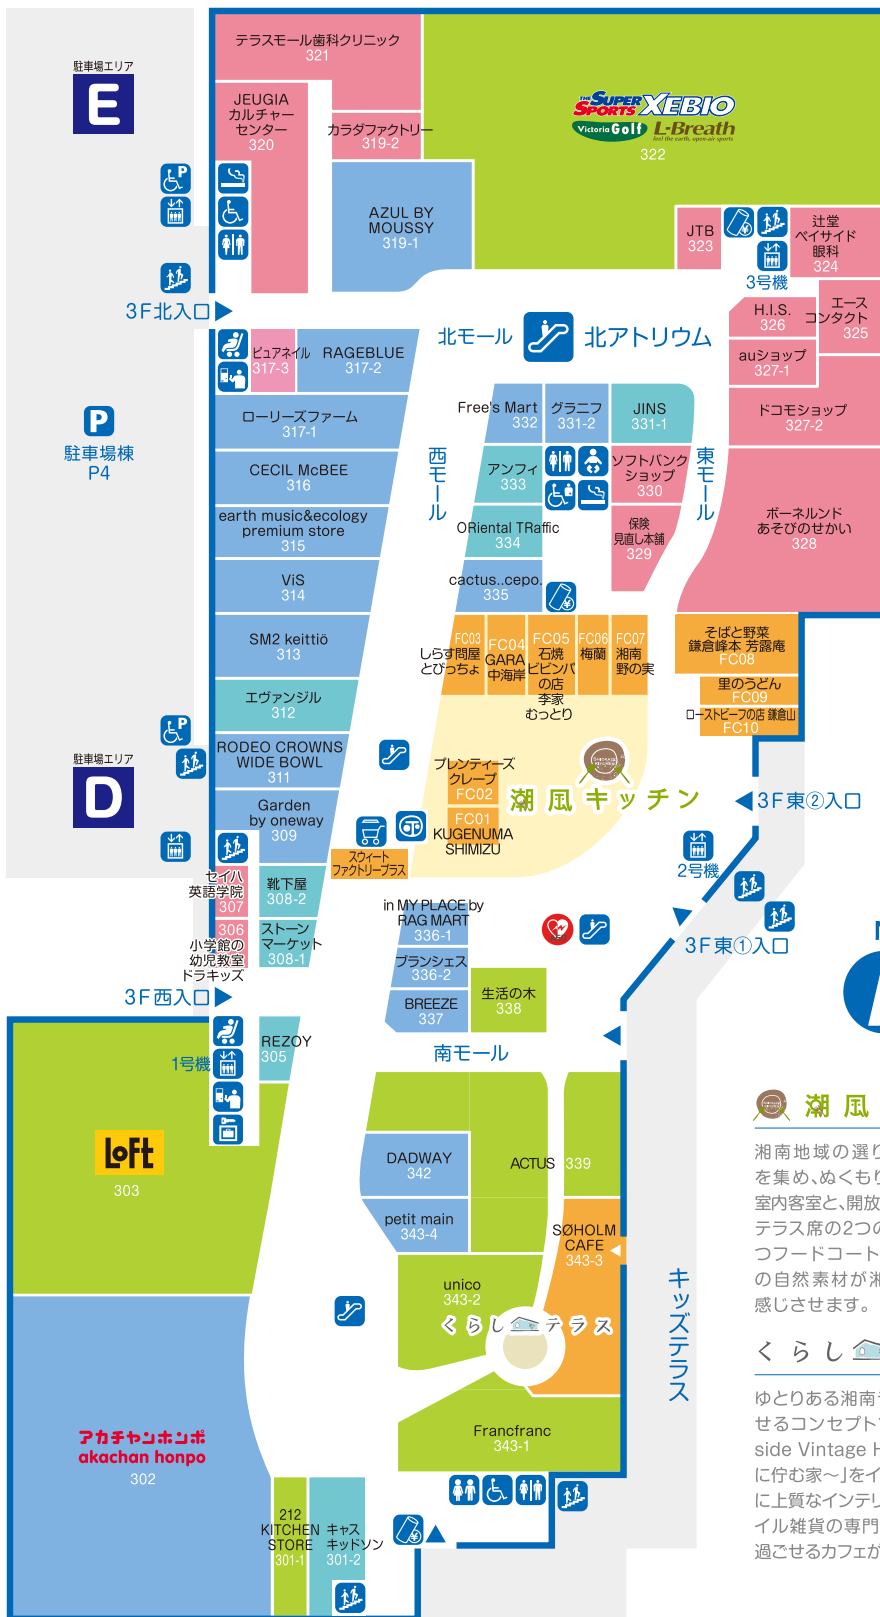 テラスモール歯科クリニック
321
駐車場エリア
E
JEUGIA
カルチャー
センター
320
カラダファクトリー
319-2
THE SUPER SPORTS XEBIO
Victoria Golf L-Breath
feel the earth, open-air sports
322
AZUL BY
MOUSSY
319-1
JTB
323
辻堂
ベイサイド
眼科
324
3号機
3F北入口
H.I.S.
326
エース
コンタクト
325
北モール
北アトリウム
ピュアネイル
317-3
RAGEBLUE
317-2
auショップ
327-1
P
駐車場棟
P4
ローリーズファーム
317-1
Free's Mart
332
グラニフ
331-2
JINS
331-1
ドコモショップ
327-2
西モール
東モール
CECIL McBEE
316
アンフィ
333
ソフトバンク
ショップ
330
earth music&ecology
premium store
315
ORiental TRaffic
334
保険
見直し本舗
329
ボーネルンド
あそびのせかい
328
ViS
314
cactus..cepo.
335
SM2 keittiö
313
FC03
しらす問屋
とびっちょ
FC04
GARA
中海岸
FC05
石焼
ビビンバ
の店
李家
むっとり
FC06
梅蘭
FC07
湘南
野の実
そばと野菜
鎌倉峰本 芳露庵
FC08
里のうどん
FC09
ローストビーフの店 鎌倉山
FC10
エヴァンジル
312
RODEO CROWNS
WIDE BOWL
311
駐車場エリア
D
プレンティーズ
クレープ
FC02
潮風キッチン
3F東②入口
Garden
by oneway
309
FC01
KUGENUMA
SHIMIZU
スウィート
ファクトリープラス
2号機
セイハ
英語学院
307
靴下屋
308-2
in MY PLACE by
RAG MART
336-1
306
小学館の
幼児教室
ドラキッズ
ストーン
マーケット
308-1
3F東①入口
N
ブランシェス
336-2
3F西入口
BREEZE
337
生活の木
338
REZOY
305
南モール
1号機
潮風
LOFT
303
DADWAY
342
ACTUS 339
湘南地域の選り
を集め、ぬくもり
室内客室と、開放
テラス席の2つの
つフードコート
の自然素材が湘
感じさせます。
petit main
343-4
SØHOLM
CAFE
343-3
キッズテラス
unico
343-2
くらしテラス
くらし
アカチャンホンポ
akachan honpo
302
Francfranc
343-1
ゆとりある湘南
せるコンセプト
side Vintage H
に佇む家〜」をイ
に上質なインテリ
イル雑貨の専門
過ごせるカフェが
212
KITCHEN
STORE
301-1
キャス
キッドソン
301-2